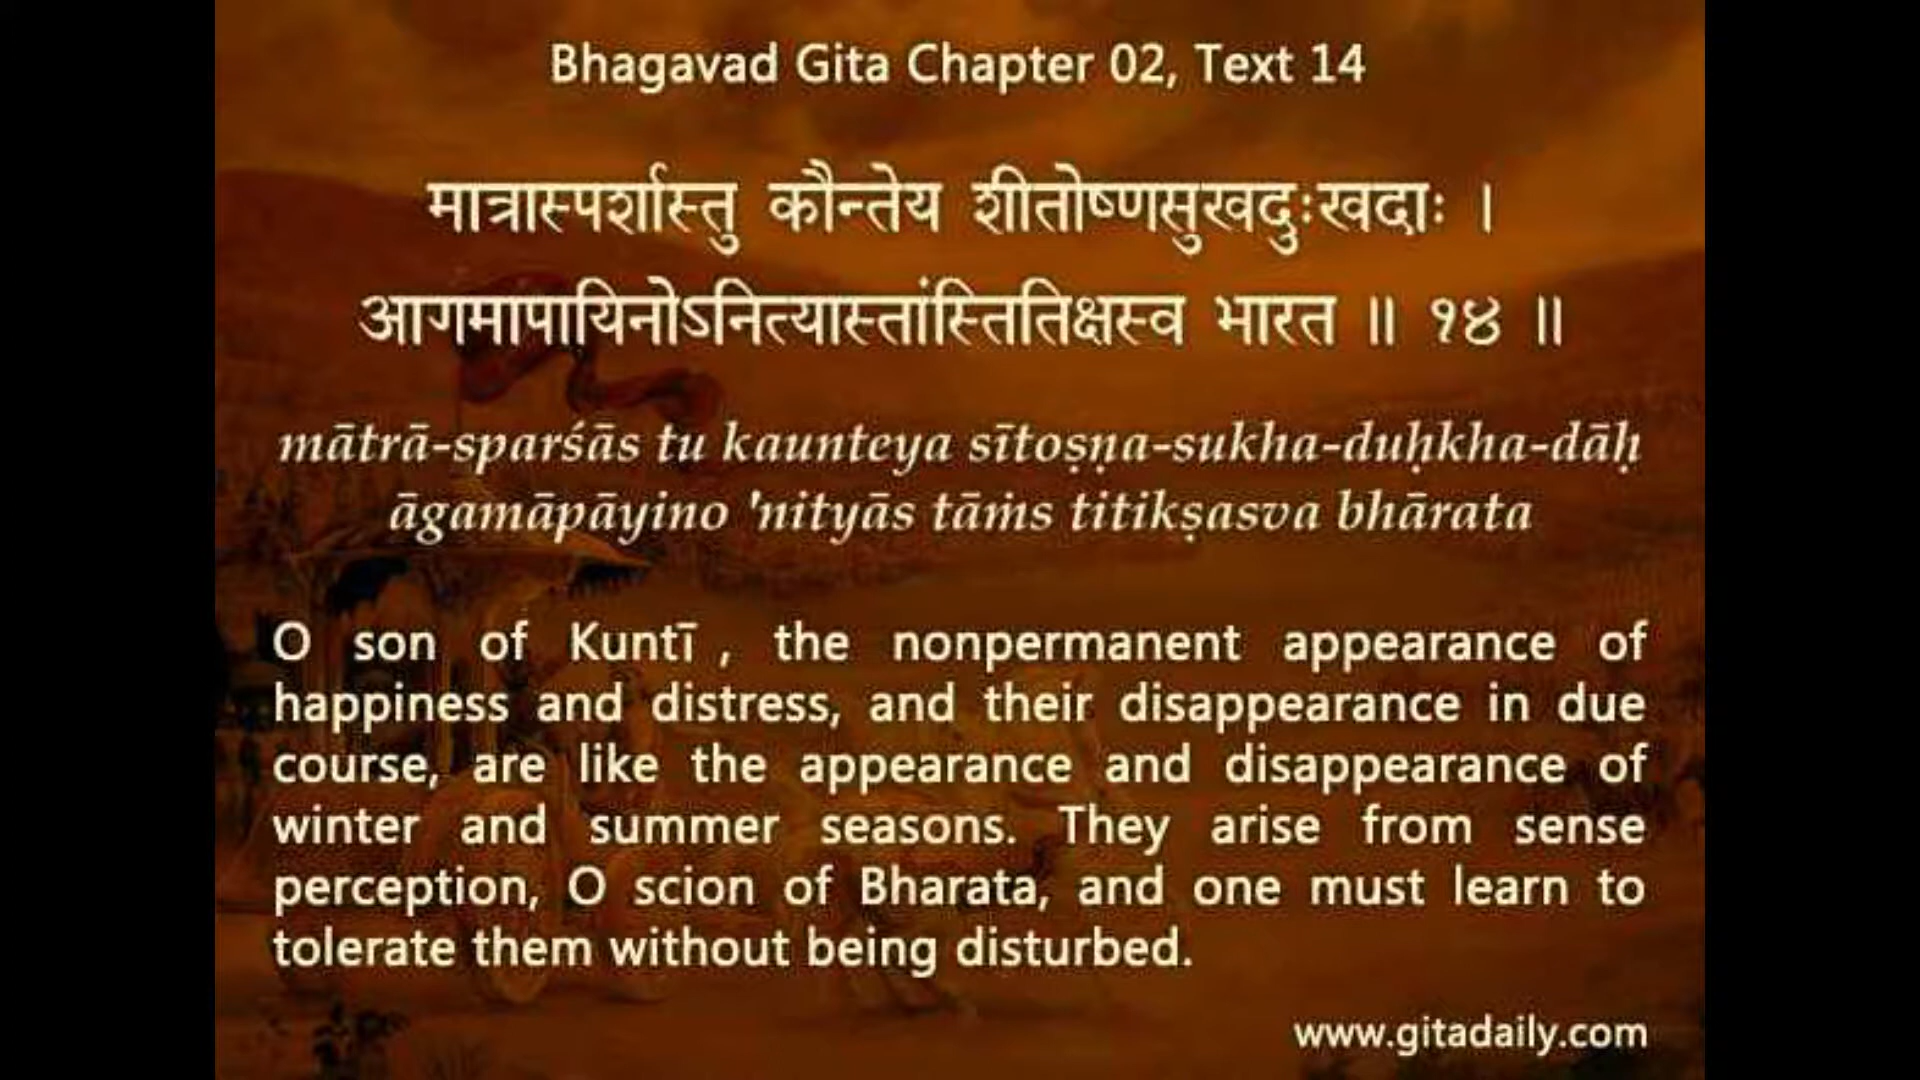 Bhagavad Gita Chapter 02, Text 14
मात्रास्पर्शास्तु कौन्तेय शीतोष्णसुखदुःखदाः ।
आगमापायिनोऽनित्यास्तांस्तितिक्षस्व भारत ॥ १४ ॥
mātrā-sparśās tu kaunteya sītoṣṇa-sukha-duḥkha-dāḥ
āgamāpāyino 'nityās tāṁs titikṣasva bhārata
O son of Kuntī , the nonpermanent appearance of
happiness and distress, and their disappearance in due
course, are like the appearance and disappearance of
winter and summer seasons. They arise from sense
perception, O scion of Bharata, and one must learn to
tolerate them without being disturbed.
www.gitadaily.com